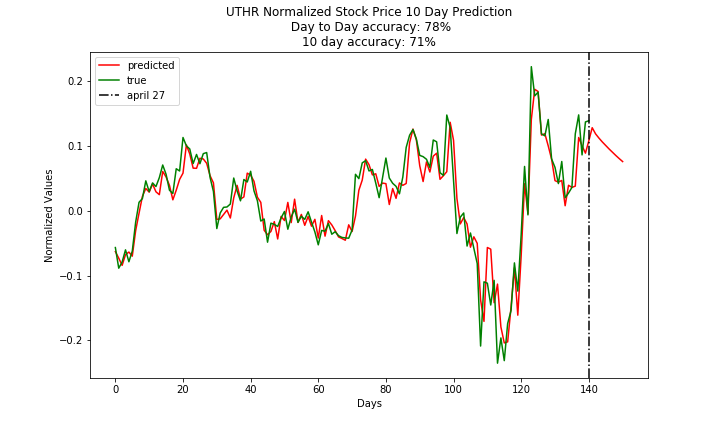 UTHR Normalized Stock Price 10 Day Prediction
Day to Day accuracy: 78%
10 day accuracy: 71%
predicted
true
april 27
Normalized Values
0.2
0.1
0.0
−0.1
−0.2
0 20 40 60 80 100 120 140
Days